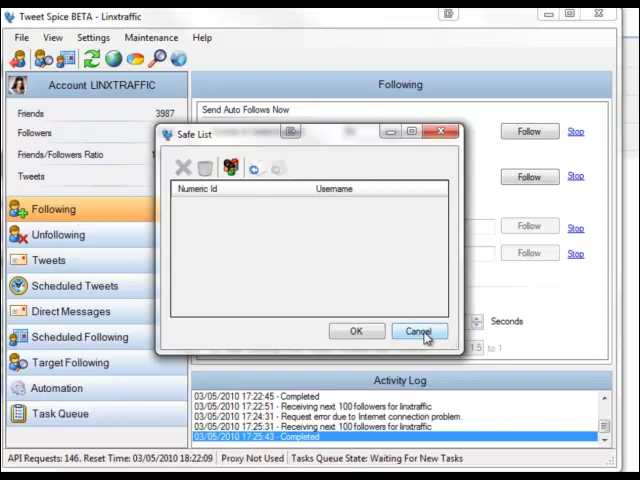 Tweet Spice BETA - Linxtraffic
File View Settings Maintenance Help
Account LINXTRAFFIC
Following
Friends 3987
Followers
Friends/Followers Ratio
Tweets
Send Auto Follows Now
Follow Stop
Follow Stop
Follow Stop
Follow Stop
Seconds
1.5 to 1
Safe List
Numeric Id Username
OK Cancel
Following
Unfollowing
Tweets
Scheduled Tweets
Direct Messages
Scheduled Following
Target Following
Automation
Task Queue
Activity Log
03/05/2010 17:22:45 - Completed
03/05/2010 17:22:51 - Receiving next 100 followers for linxtraffic
03/05/2010 17:24:31 - Request error due to Internet connection problem.
03/05/2010 17:25:31 - Receiving next 100 followers for linxtraffic
03/05/2010 17:25:43 - Completed
API Requests: 146. Reset Time: 03/05/2010 18:22:09 Proxy Not Used Tasks Queue State: Waiting For New Tasks